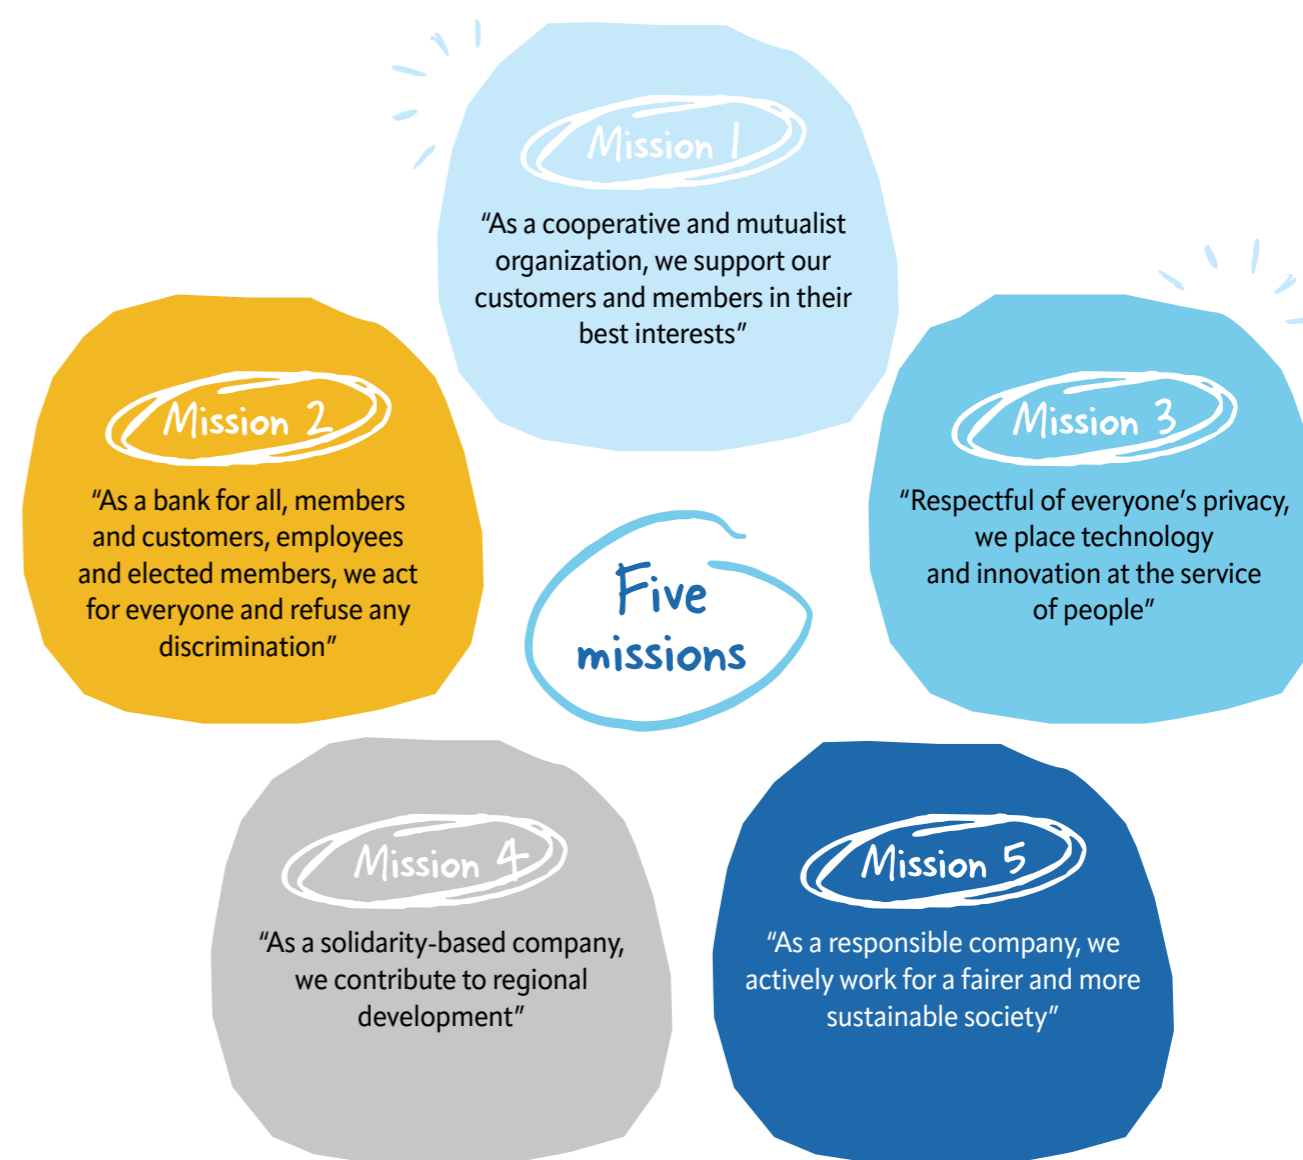 Mission 1
“As a cooperative and mutualist
organization, we support our
customers and members in their
best interests”
Mission 2
“As a bank for all, members
and customers, employees
and elected members, we act
for everyone and refuse any
discrimination”
Mission 3
“Respectful of everyone’s privacy,
we place technology
and innovation at the service
of people”
Five
missions
Mission 4
“As a solidarity-based company,
we contribute to regional
development”
Mission 5
“As a responsible company, we
actively work for a fairer and more
sustainable society”